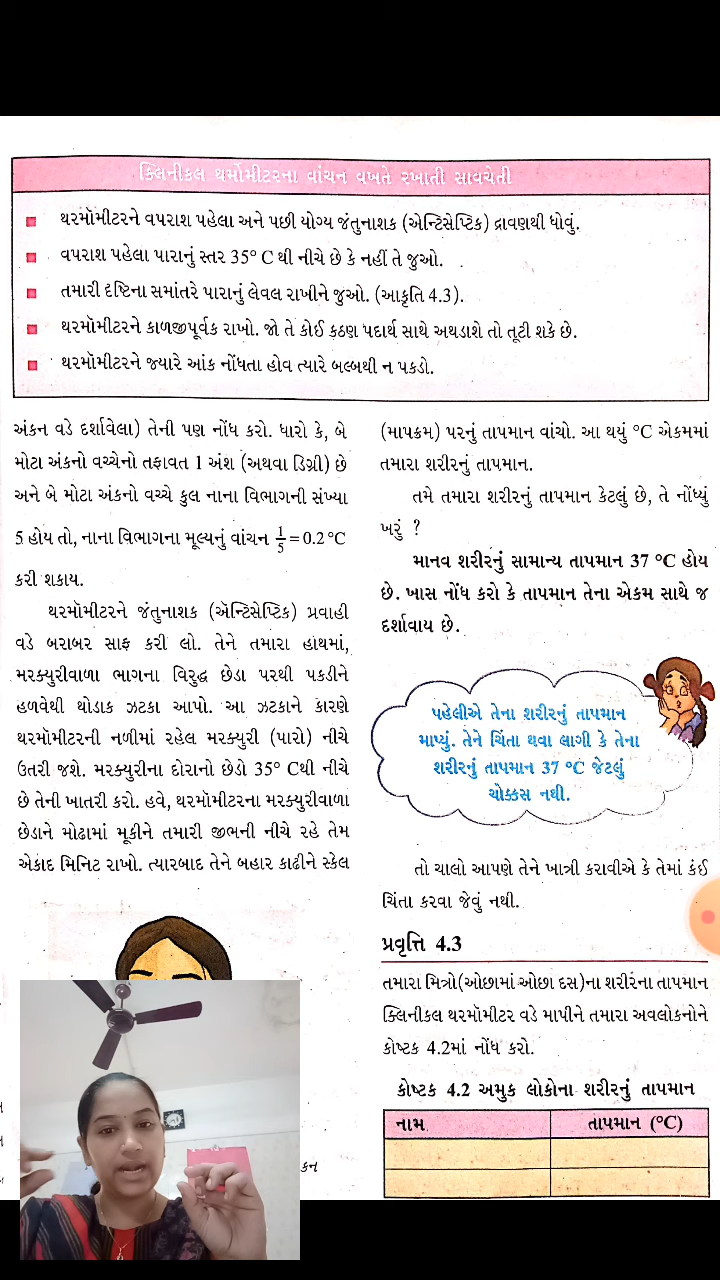 ક્લિનીકલ થર્મોમીટરના વાંચન વખતે રખાતી સાવચેતી
થરમૉમીટરને વપરાશ પહેલા અને પછી યોગ્ય જંતુનાશક (એન્ટિસેપ્ટિક) દ્રાવણથી ધોવું.
વપરાશ પહેલા પારાનું સ્તર 35° C થી નીચે છે કે નહીં તે જુઓ.
તમારી દૃષ્ટિના સમાંતરે પારાનું લેવલ રાખીને જુઓ. (આકૃતિ 4.3).
થરમૉમીટરને કાળજીપૂર્વક રાખો. જો તે કોઈ કઠણ પદાર્થ સાથે અથડાશે તો તૂટી શકે છે.
થરમૉમીટરને જ્યારે આંક નોંધતા હોવ ત્યારે બલ્બથી ન પકડો.
અંકન વડે દર્શાવેલા) તેની પણ નોંધ કરો. ધારો કે, બે
મોટા અંકનો વચ્ચેનો તફાવત 1 અંશ (અથવા ડિગ્રી) છે
અને બે મોટા અંકનો વચ્ચે કુલ નાના વિભાગની સંખ્યા
5 હોય તો, નાના વિભાગના મૂલ્યનું વાંચન 1/5 = 0.2 °C
કરી શકાય.
થરમૉમીટરને જંતુનાશક (ઍન્ટિસેપ્ટિક) પ્રવાહી
વડે બરાબર સાફ કરી લો. તેને તમારા હાથમાં,
મરક્યુરીવાળા ભાગના વિરુદ્ધ છેડા પરથી પકડીને
હળવેથી થોડાક ઝટકા આપો. આ ઝટકાને કારણે
થરમૉમીટરની નળીમાં રહેલ મરક્યુરી (પારો) નીચે
ઉતરી જશે. મરક્યુરીના દોરાનો છેડો 35° Cથી નીચે
છે તેની ખાતરી કરો. હવે, થરમૉમીટરના મરક્યુરીવાળા
છેડાને મોઢામાં મૂકીને તમારી જીભની નીચે રહે તેમ
એકાદ મિનિટ રાખો. ત્યારબાદ તેને બહાર કાઢીને સ્કેલ
કન
(માપક્રમ) પરનું તાપમાન વાંચો. આ થયું °C એકમમાં
તમારા શરીરનું તાપમાન.
તમે તમારા શરીરનું તાપમાન કેટલું છે, તે નોંધ્યું
ખરું ?
માનવ શરીરનું સામાન્ય તાપમાન 37 °C હોય
છે. ખાસ નોંધ કરો કે તાપમાન તેના એકમ સાથે જ
દર્શાવાય છે.
પહેલીએ તેના શરીરનું તાપમાન
માપ્યું. તેને ચિંતા થવા લાગી કે તેના
શરીરનું તાપમાન 37 °C જેટલું
ચોક્કસ નથી.
તો ચાલો આપણે તેને ખાત્રી કરાવીએ કે તેમાં કંઈ
ચિંતા કરવા જેવું નથી.
પ્રવૃત્તિ 4.3
તમારા મિત્રો(ઓછામાં ઓછા દસ)ના શરીરના તાપમાન
ક્લિનીકલ થરમૉમીટર વડે માપીને તમારા અવલોકનોને
કોષ્ટક 4.2માં નોંધ કરો.
કોષ્ટક 4.2 અમુક લોકોના શરીરનું તાપમાન
નામ
તાપમાન (°C)